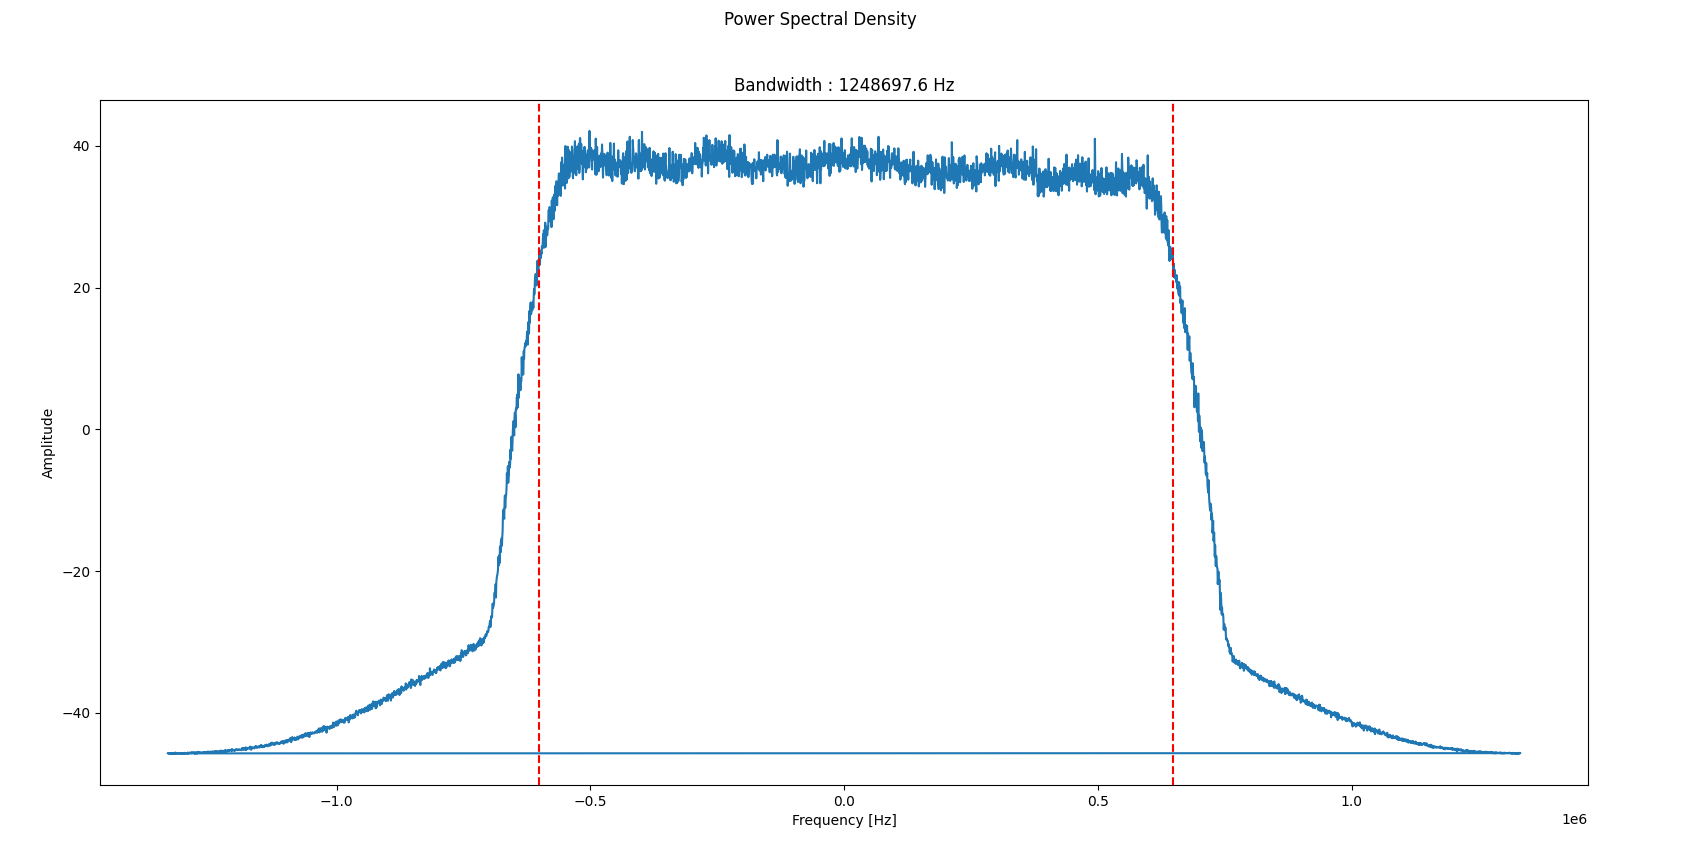 Power Spectral Density
Bandwidth : 1248697.6 Hz
Amplitude
40
20
0
−20
−40
−1.0
−0.5
0.0
0.5
1.0
Frequency [Hz]
1e6